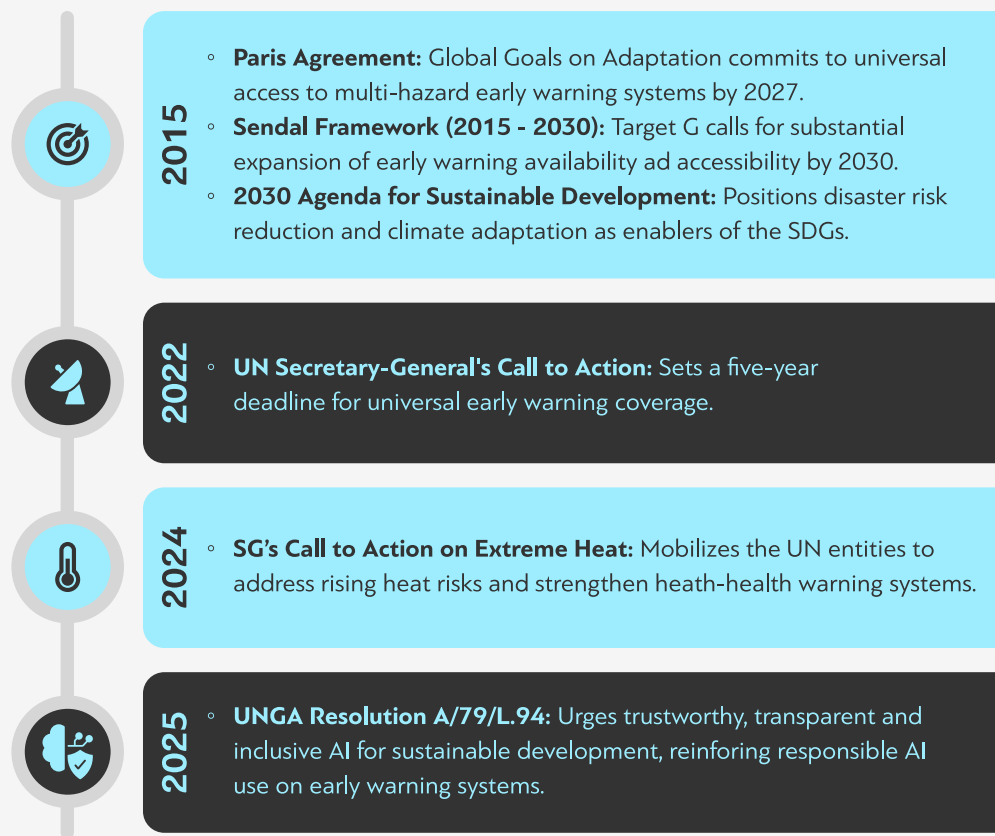 2015
◦ Paris Agreement: Global Goals on Adaptation commits to universal
access to multi-hazard early warning systems by 2027.
◦ Sendal Framework (2015 - 2030): Target G calls for substantial
expansion of early warning availability ad accessibility by 2030.
◦ 2030 Agenda for Sustainable Development: Positions disaster risk
reduction and climate adaptation as enablers of the SDGs.
2022
◦ UN Secretary-General's Call to Action: Sets a five-year
deadline for universal early warning coverage.
2024
◦ SG's Call to Action on Extreme Heat: Mobilizes the UN entities to
address rising heat risks and strengthen heath-health warning systems.
2025
◦ UNGA Resolution A/79/L.94: Urges trustworthy, transparent and
inclusive AI for sustainable development, reinforing responsible AI
use on early warning systems.